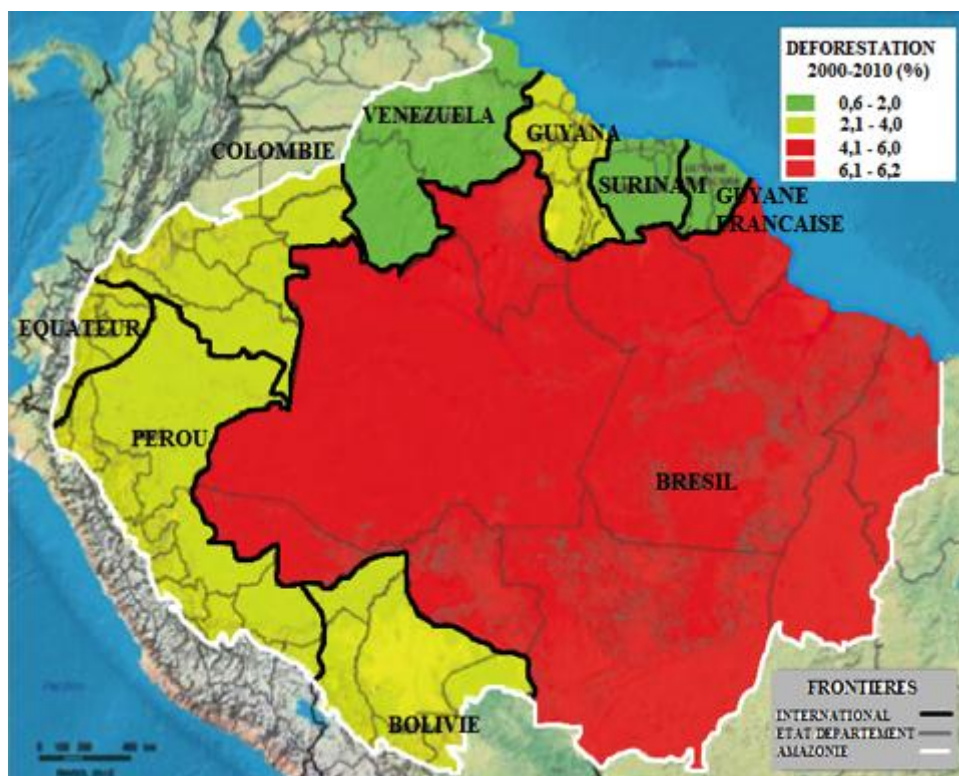 DEFORESTATION
2000-2010 (%)
0,6 - 2,0
2,1 - 4,0
4,1 - 6,0
6,1 - 6,2
VENEZUELA
GUYANA
COLOMBIE
SURINAM
GUYANE
FRANCAISE
EQUATEUR
PEROU
BRESIL
BOLIVIE
FRONTIERES
INTERNATIONAL
ETAT DEPARTEMENT
AMAZONIE